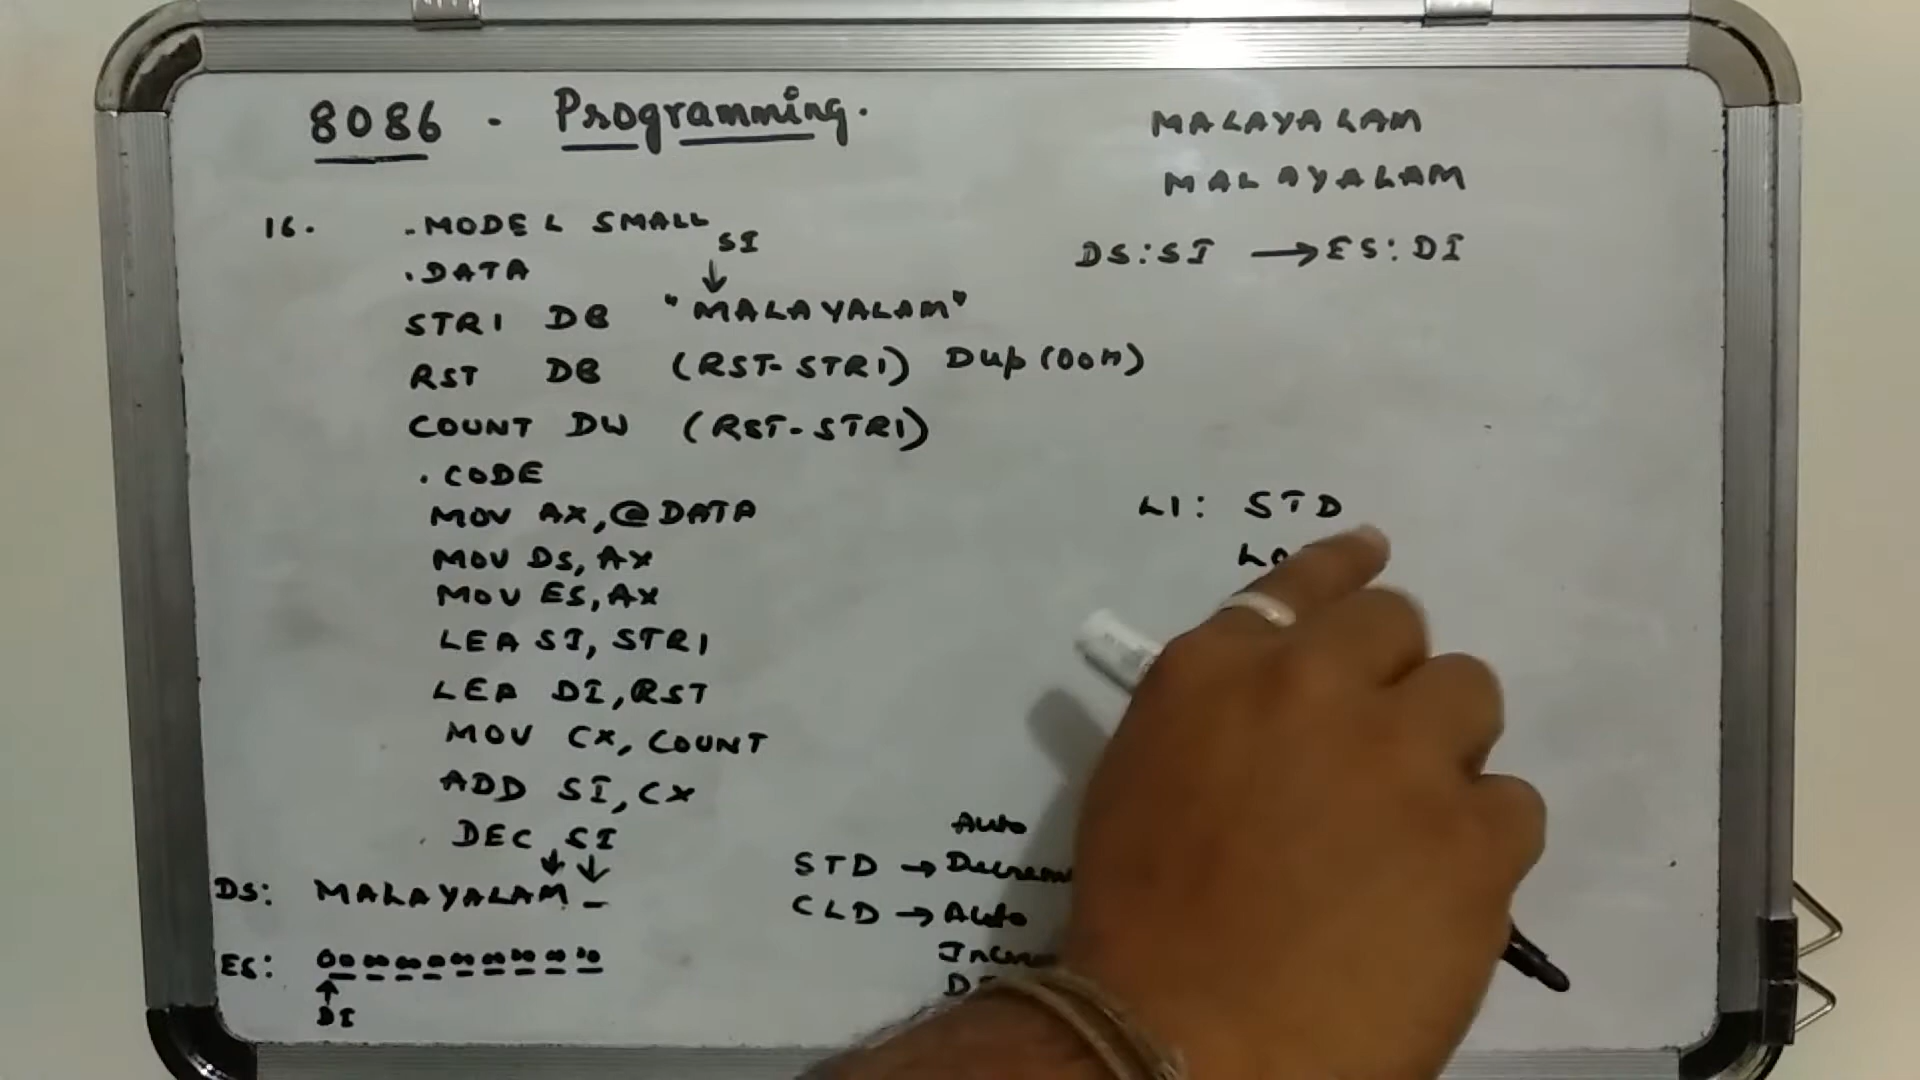 8086 - Programming.
MALAYALAM
MALAYALAM
DS:SI → ES:DI
16. .MODEL SMALL
SI
↓
.DATA
STR1 DB "MALAYALAM"
RST DB (RST-STR1) Dup (00H)
COUNT DW (RST-STR1)
.CODE
MOV AX,@DATA
MOV DS,AX
MOV ES,AX
LEA SI,STR1
LEA DI,RST
MOV CX,COUNT
ADD SI,CX
DEC SI
↓ ↓
DS: MALAYALAM _
ES: 00 00 00 00 00 00 00 00 00
↑
DI
L1: STD
Auto
STD →
CLD → Auto